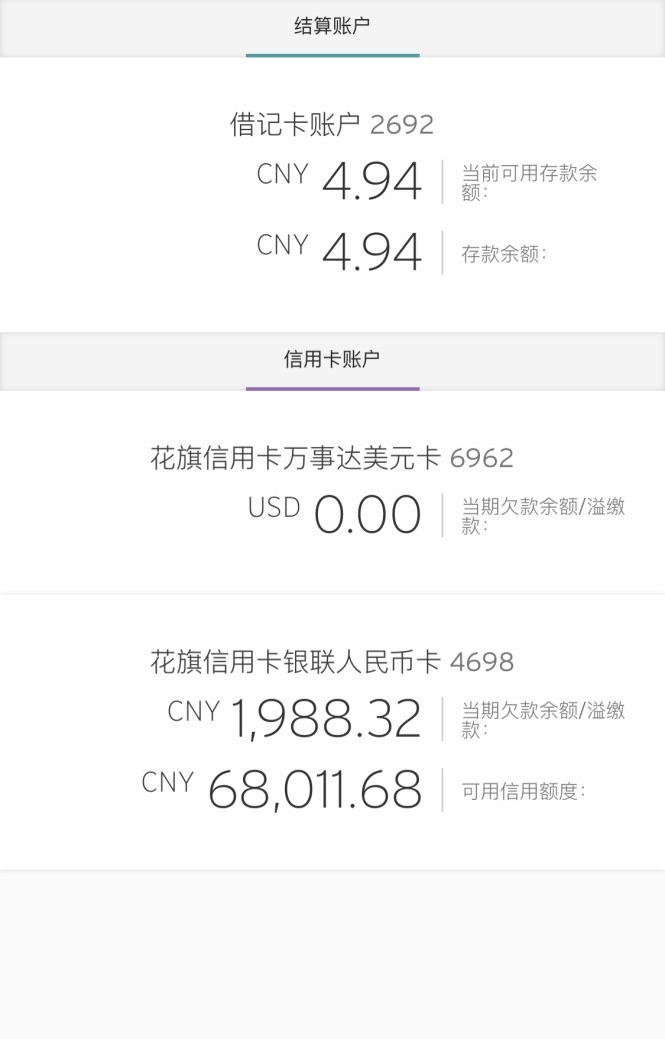 结算账户
借记卡账户 2692
CNY 4.94 当前可用存款余
额:
CNY 4.94 存款余额:
信用卡账户
花旗信用卡万事达美元卡 6962
USD 0.00 当期欠款余额/溢缴
款:
花旗信用卡银联人民币卡 4698
CNY 1,988.32 当期欠款余额/溢缴
款:
CNY 68,011.68 可用信用额度: